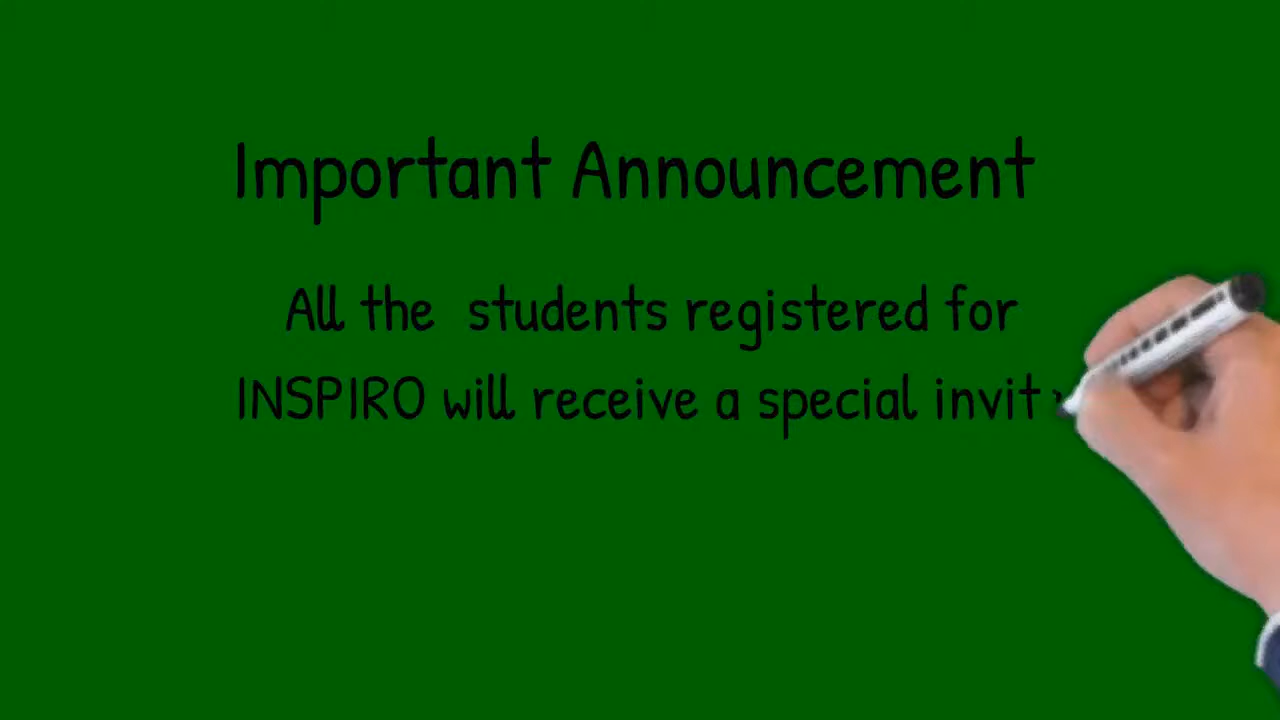 Important Announcement
All the  students registered for
INSPIRO will receive a special invit